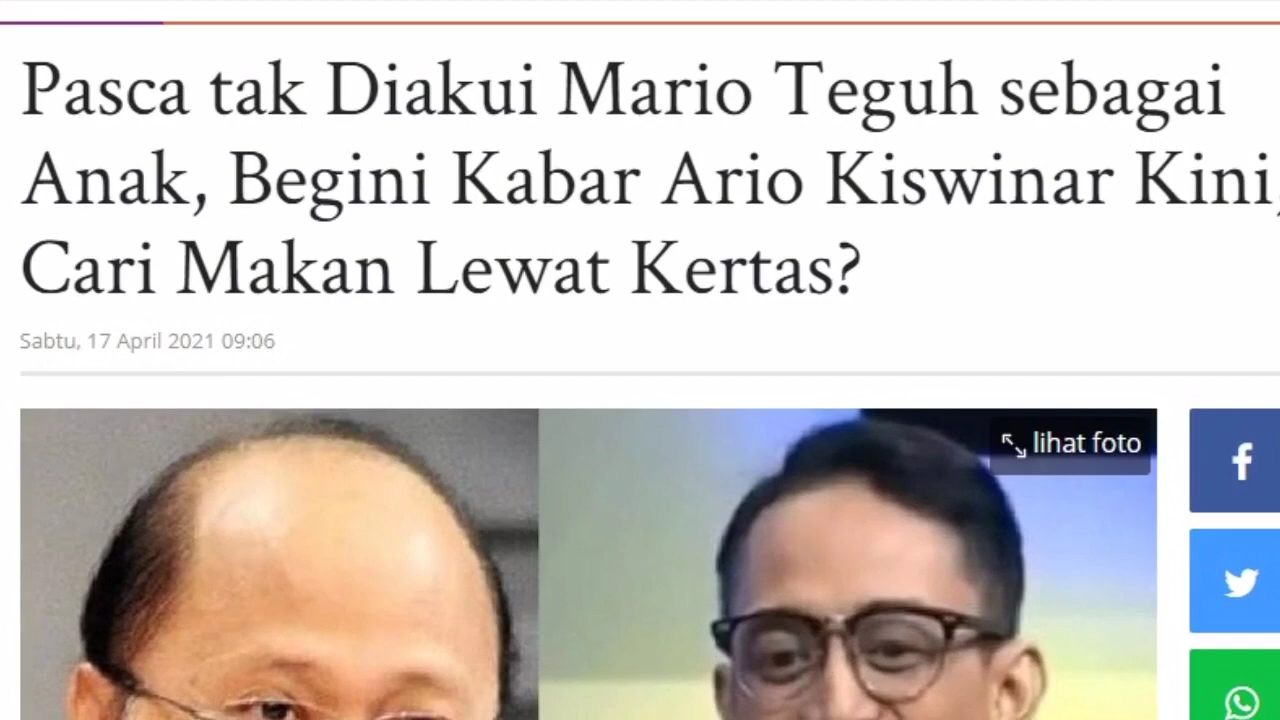 Pasca tak Diakui Mario Teguh sebagai
Anak, Begini Kabar Ario Kiswinar Kini,
Cari Makan Lewat Kertas?
Sabtu, 17 April 2021 09:06
lihat foto